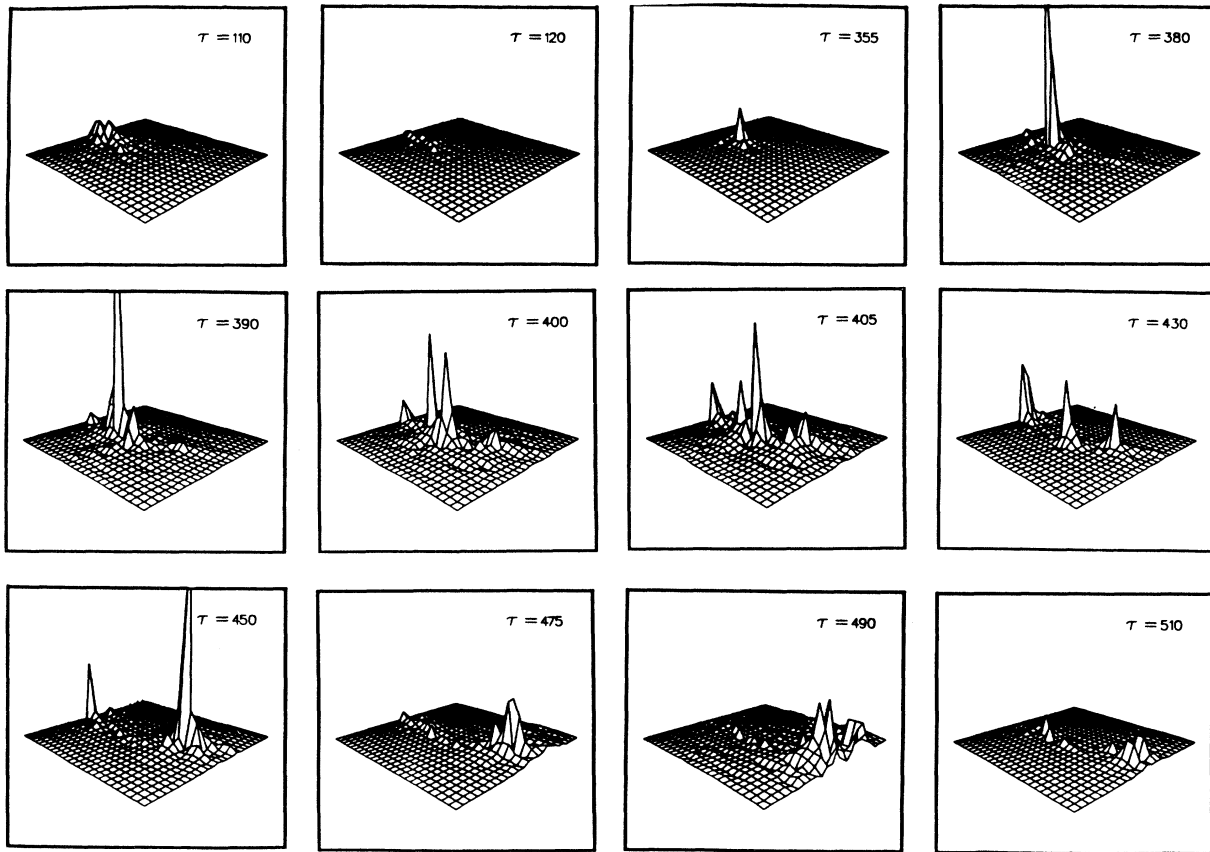 τ = 110
τ = 120
τ = 355
τ = 380
τ = 390
τ = 400
τ = 405
τ = 430
τ = 450
τ = 475
τ = 490
τ = 510